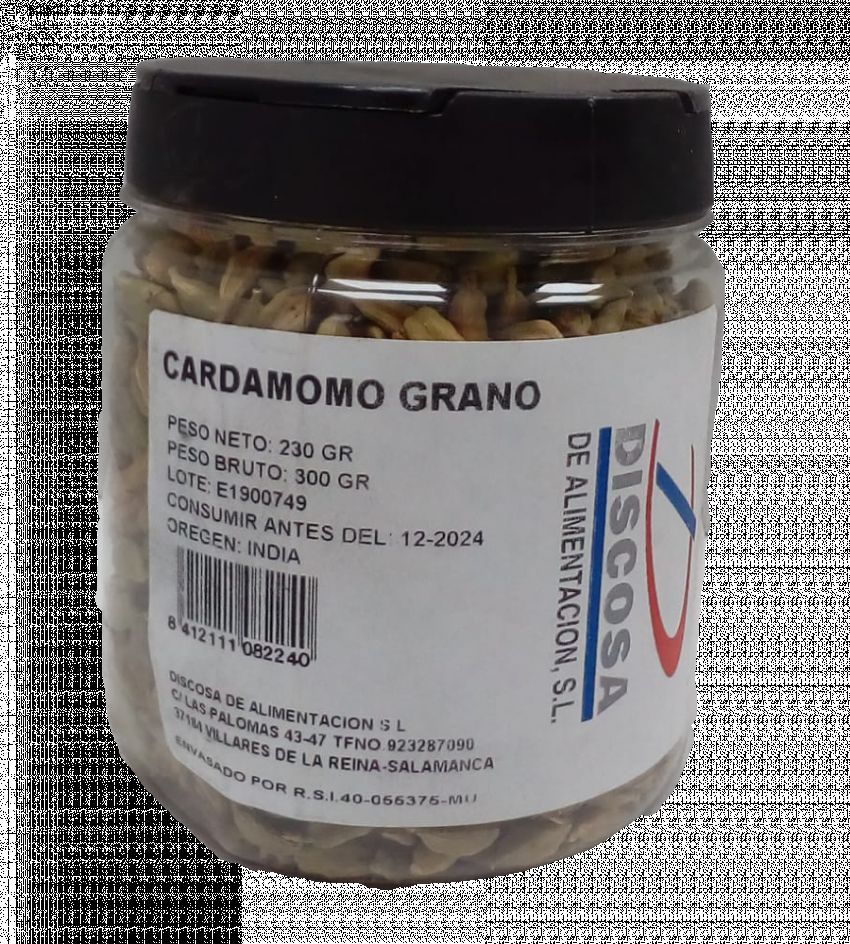 CARDAMOMO GRANO
PESO NETO: 230 GR
PESO BRUTO: 300 GR
LOTE: E1900749
CONSUMIR ANTES DEL: 12-2024
OREGEN: INDIA
8 412111 082240
DISCOSA DE ALIMENTACION S L
C/ LAS PALOMAS 43-47 TFNO 923287090
37184 VILLARES DE LA REINA-SALAMANCA
ENVASADO POR R.S.I.40-055375-MU
DISCOSA
DE ALIMENTACION, S.L.